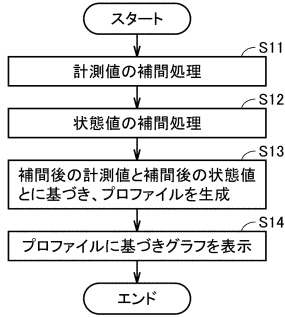 スタート
S11
計測値の補間処理
S12
状態値の補間処理
S13
補間後の計測値と補間後の状態値
とに基づき、プロファイルを生成
S14
プロファイルに基づきグラフを表示
エンド